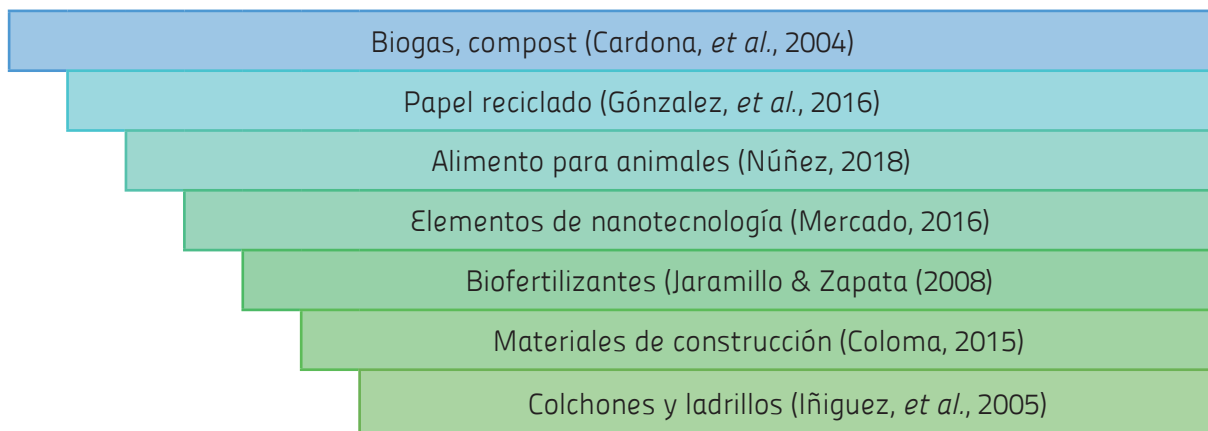 Biogas, compost (Cardona, et al., 2004)
Papel reciclado (Gónzalez, et al., 2016)
Alimento para animales (Núñez, 2018)
Elementos de nanotecnología (Mercado, 2016)
Biofertilizantes (Jaramillo & Zapata (2008)
Materiales de construcción (Coloma, 2015)
Colchones y ladrillos (Iñiguez, et al., 2005)